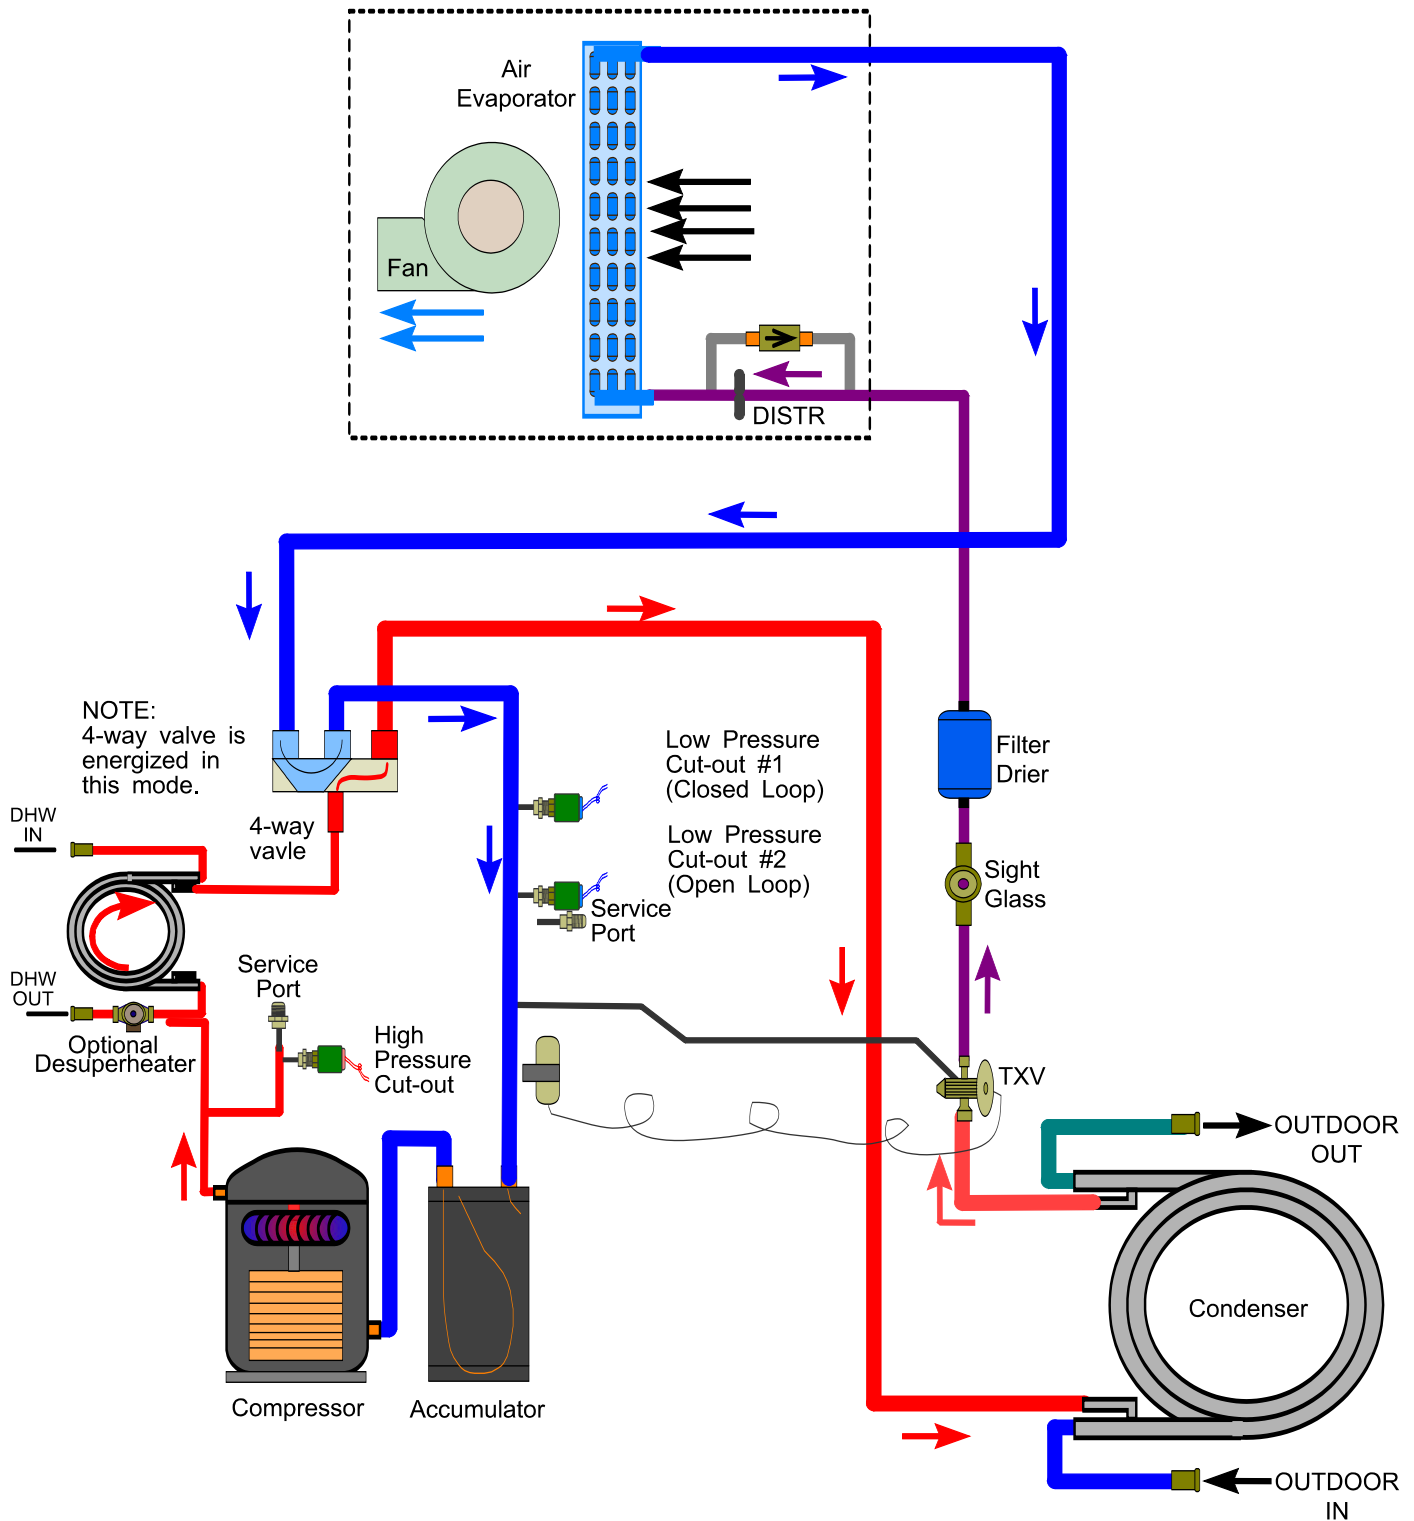 Air
Evaporator
Fan
DISTR
NOTE:
4-way valve is
energized in
this mode.
4-way
vavle
DHW
IN
DHW
OUT
Optional
Desuperheater
Service
Port
High
Pressure
Cut-out
Low Pressure
Cut-out #1
(Closed Loop)
Low Pressure
Cut-out #2
(Open Loop)
Service
Port
Filter
Drier
Sight
Glass
TXV
OUTDOOR
OUT
Condenser
OUTDOOR
IN
Compressor
Accumulator